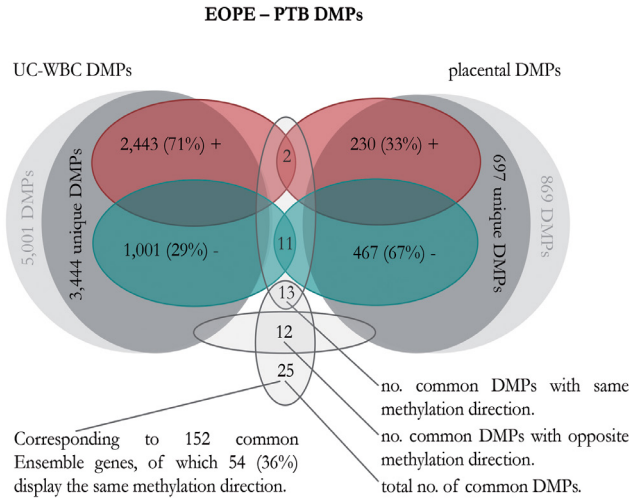 EOPE – PTB DMPs
UC-WBC DMPs
placental DMPs
5,001 DMPs
3,444 unique DMPs
2,443 (71%) +
2
230 (33%) +
697 unique DMPs
869 DMPs
1,001 (29%) -
11
467 (67%) -
13
12
25
no. common DMPs with same
methylation direction.
no. common DMPs with opposite
methylation direction.
total no. of common DMPs.
Corresponding to 152 common
Ensemble genes, of which 54 (36%)
display the same methylation direction.